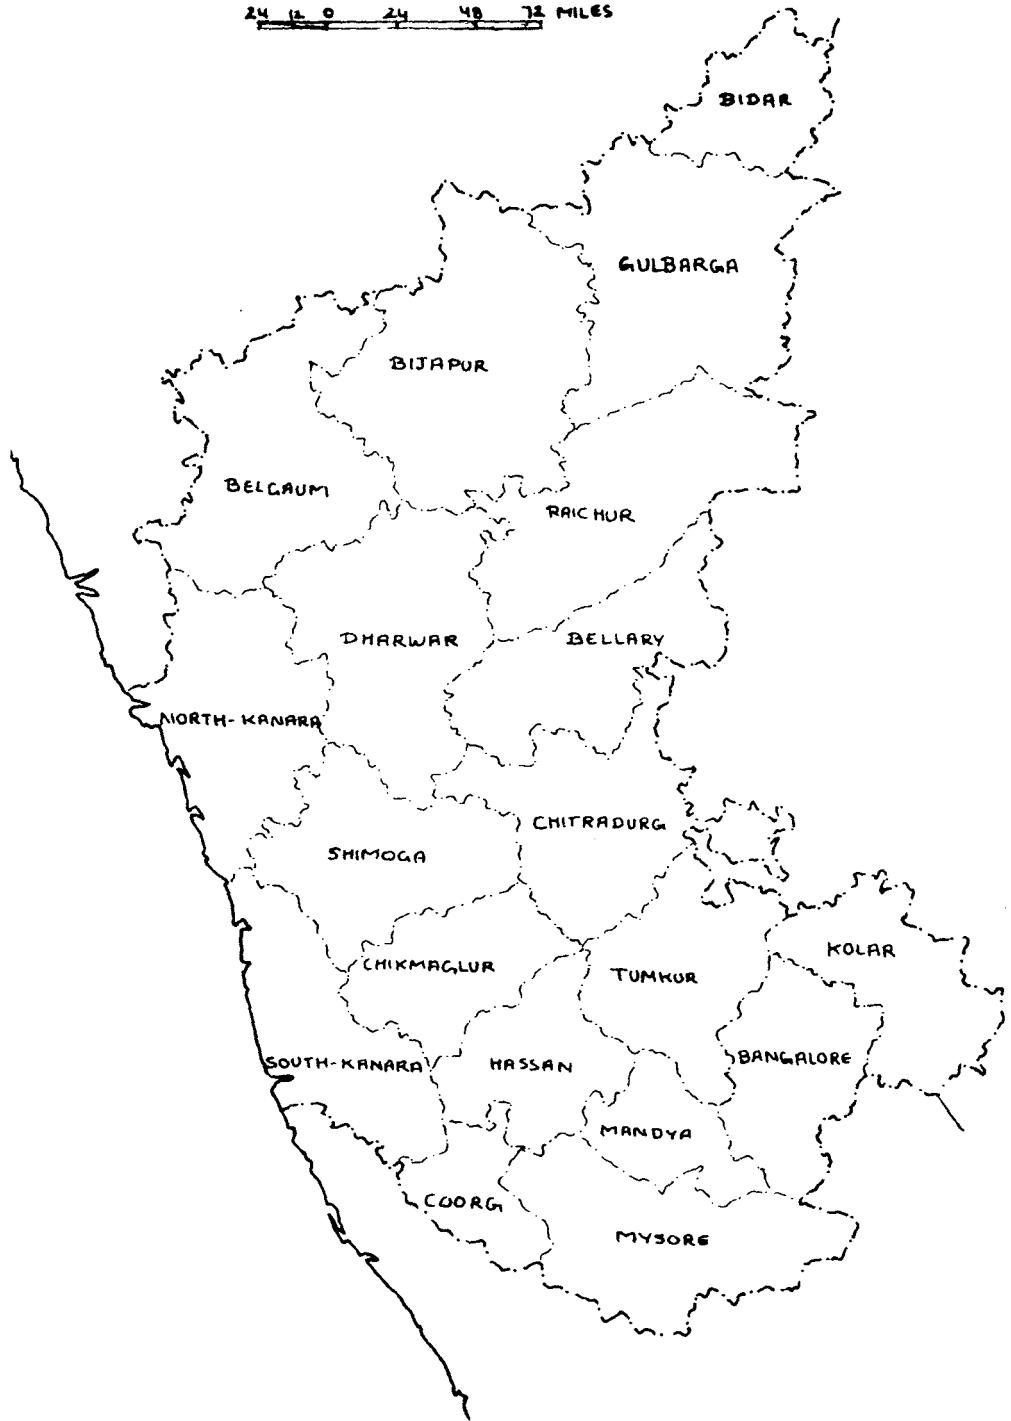 24 12 0 24 48 72 MILES
BIDAR
GULBARGA
BIJAPUR
BELGAUM
RAICHUR
DHARWAR
BELLARY
NORTH-KANARA
CHITRADURG
SHIMOGA
KOLAR
CHIKMAGLUR
TUMKUR
BANGALORE
SOUTH-KANARA
HASSAN
MANDYA
COORG
MYSORE